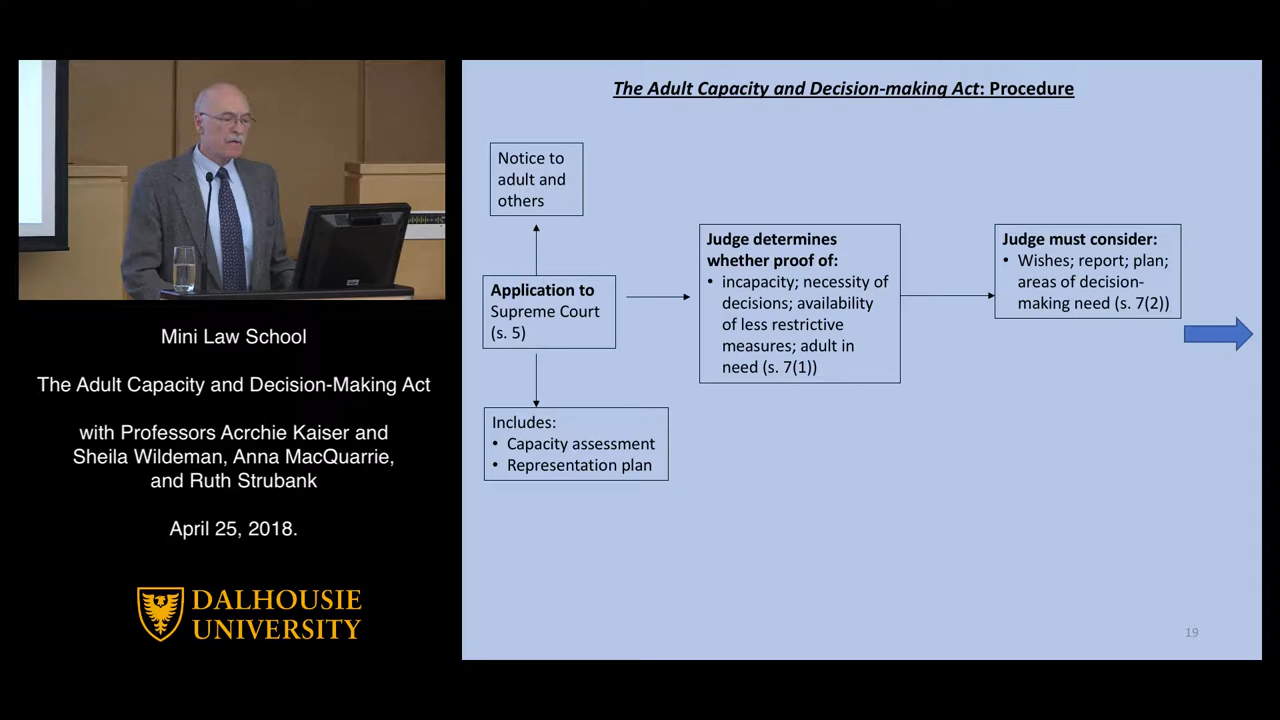 Mini Law School
The Adult Capacity and Decision-Making Act
with Professors Acrchie Kaiser and
Sheila Wildeman, Anna MacQuarrie,
and Ruth Strubank
April 25, 2018.
DALHOUSIE
UNIVERSITY
The Adult Capacity and Decision-making Act: Procedure
Notice to
adult and
others
Application to
Supreme Court
(s. 5)
Includes:
• Capacity assessment
• Representation plan
Judge determines
whether proof of:
• incapacity; necessity of
decisions; availability
of less restrictive
measures; adult in
need (s. 7(1))
Judge must consider:
• Wishes; report; plan;
areas of decision-
making need (s. 7(2))
19